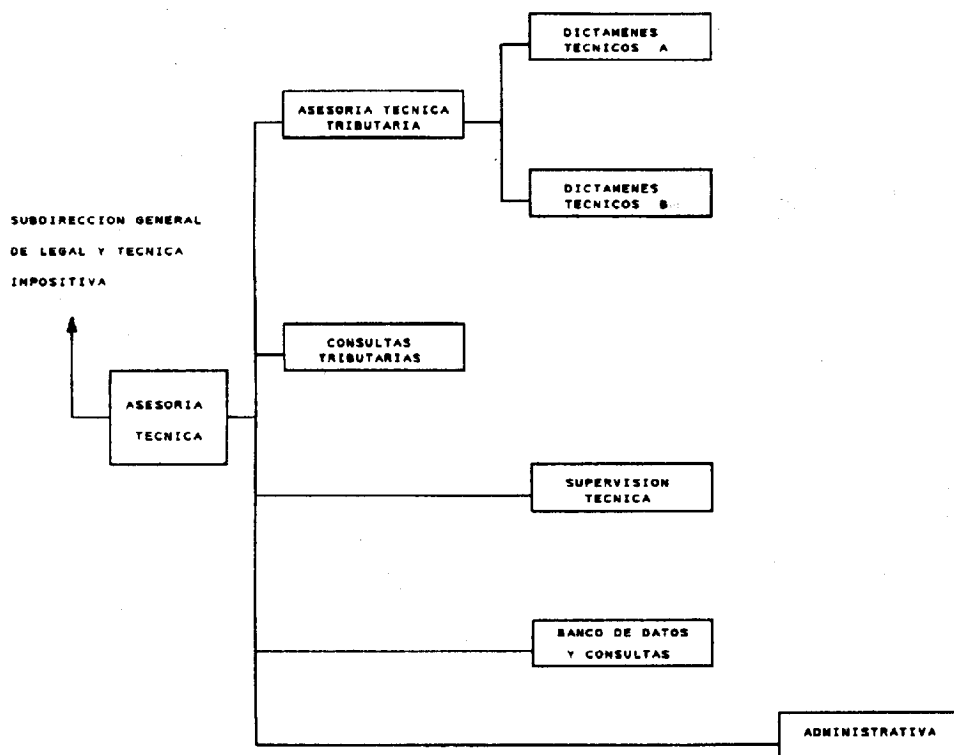 DICTAMENES
TECNICOS A
ASESORIA TECNICA
TRIBUTARIA
DICTAMENES
TECNICOS B
SUBDIRECCION GENERAL
DE LEGAL Y TECNICA
IMPOSITIVA
CONSULTAS
TRIBUTARIAS
ASESORIA
TECNICA
SUPERVISION
TECNICA
BANCO DE DATOS
Y CONSULTAS
ADMINISTRATIVA